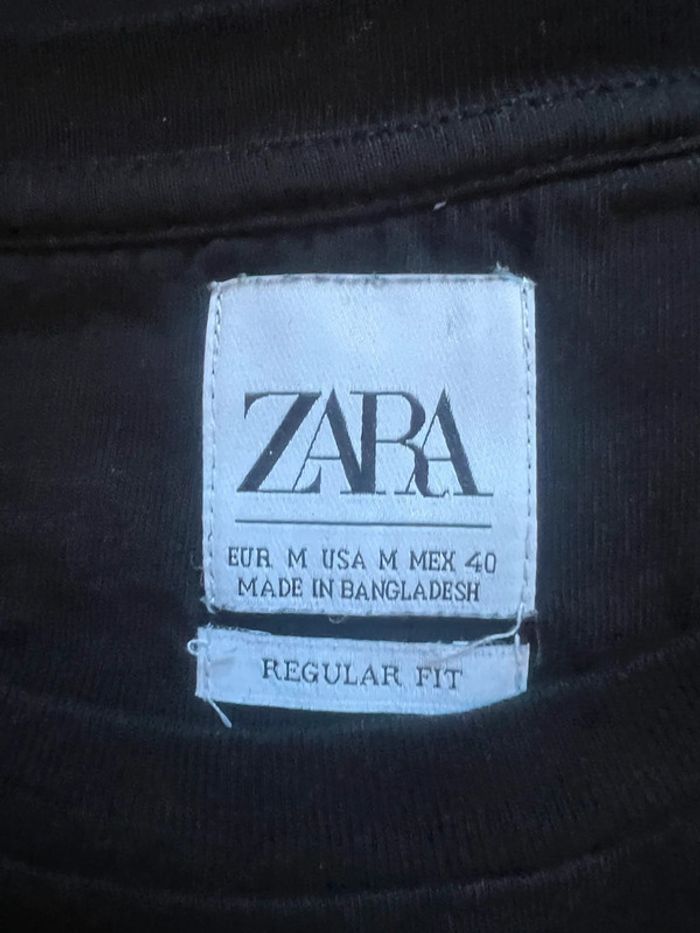 ZARA
EUR M USA M MEX 40
MADE IN BANGLADESH
REGULAR FIT